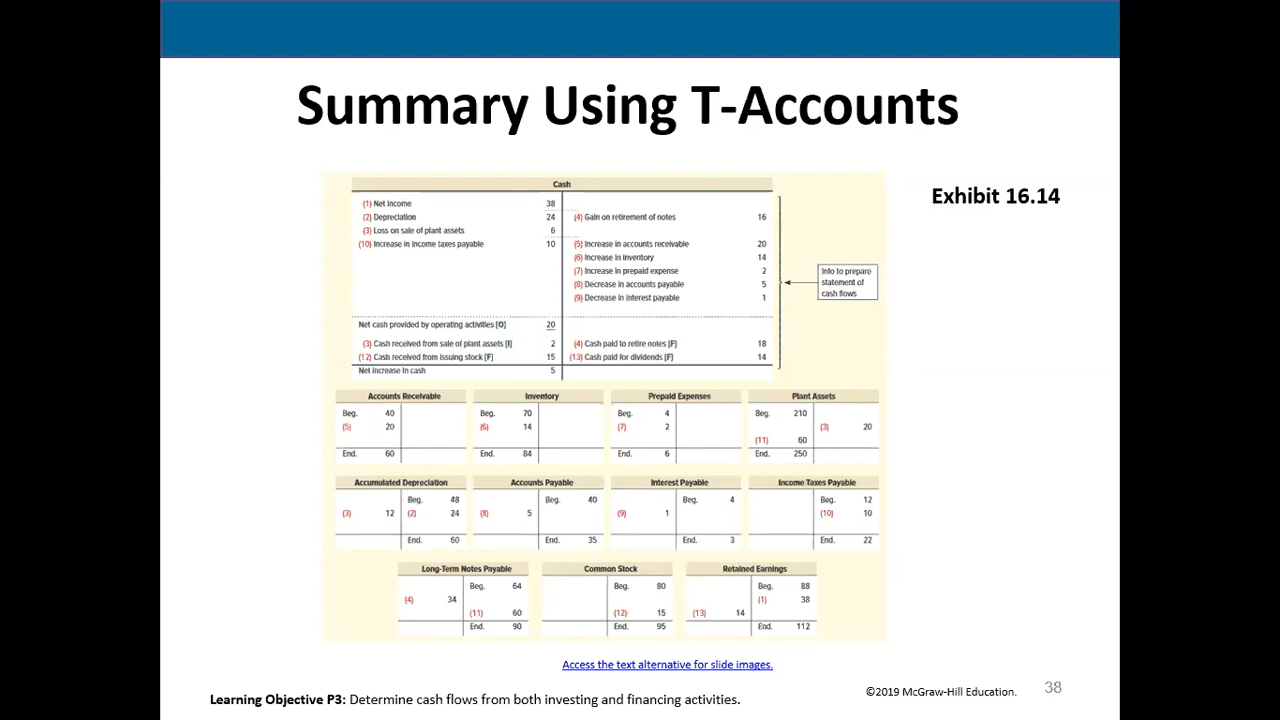 Summary Using T-Accounts
Exhibit 16.14
Cash
(1) Net income 38
(2) Depreciation 24 (4) Gain on retirement of notes 16
(3) Loss on sale of plant assets 6
(10) Increase in income taxes payable 10 (5) Increase in accounts receivable 20
(6) Increase in inventory 14
(7) Increase in prepaid expense 2
(8) Decrease in accounts payable 5
(9) Decrease in interest payable 1
Info to prepare
statement of
cash flows
Net cash provided by operating activities [O] 20
(3) Cash received from sale of plant assets [I] 2 (4) Cash paid to retire notes [F] 18
(12) Cash received from issuing stock [F] 15 (13) Cash paid for dividends [F] 14
Net increase in cash 5
Accounts Receivable Inventory Prepaid Expenses Plant Assets
Beg. 40 Beg. 70 Beg. 4 Beg. 210
(5) 20 (6) 14 (7) 2 (3) 20
(11) 60
End. 60 End. 84 End. 6 End. 250
Accumulated Depreciation Accounts Payable Interest Payable Income Taxes Payable
Beg. 48 Beg. 40 Beg. 4 Beg. 12
(3) 12 (2) 24 (8) 5 (9) 1 (10) 10
End. 60 End. 35 End. 3 End. 22
Long-Term Notes Payable Common Stock Retained Earnings
Beg. 64 Beg. 80 Beg. 88
(4) 34 (1) 38
(11) 60 (12) 15 (13) 14
End. 90 End. 95 End. 112
Access the text alternative for slide images.
Learning Objective P3: Determine cash flows from both investing and financing activities.
©2019 McGraw-Hill Education.
38